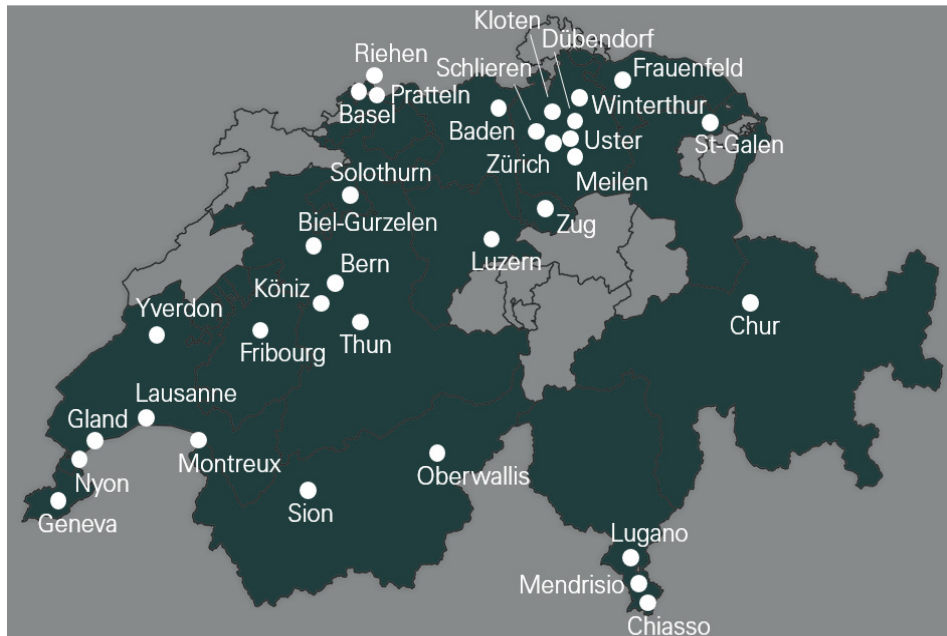 Kloten
Dübendorf
Riehen
Schlieren
Frauenfeld
Pratteln
Winterthur
Basel
Baden
Uster
St-Galen
Zürich
Solothurn
Meilen
Biel-Gurzelen
Zug
Bern
Luzern
Köniz
Yverdon
Chur
Thun
Fribourg
Lausanne
Gland
Montreux
Oberwallis
Nyon
Sion
Geneva
Lugano
Mendrisio
Chiasso